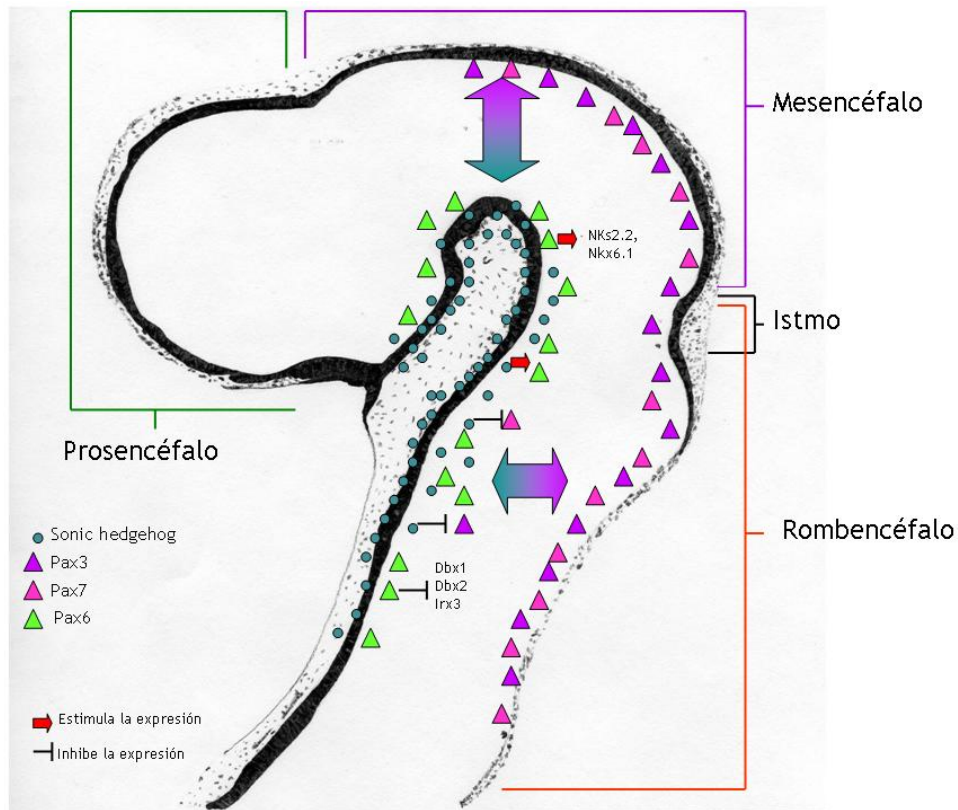 Mesencéfalo
NKs2.2,
Nkx6.1
Istmo
Prosencéfalo
Rombencéfalo
Sonic hedgehog
Pax3
Pax7
Pax6
Dbx1
Dbx2
Irx3
Estimula la expresión
Inhibe la expresión